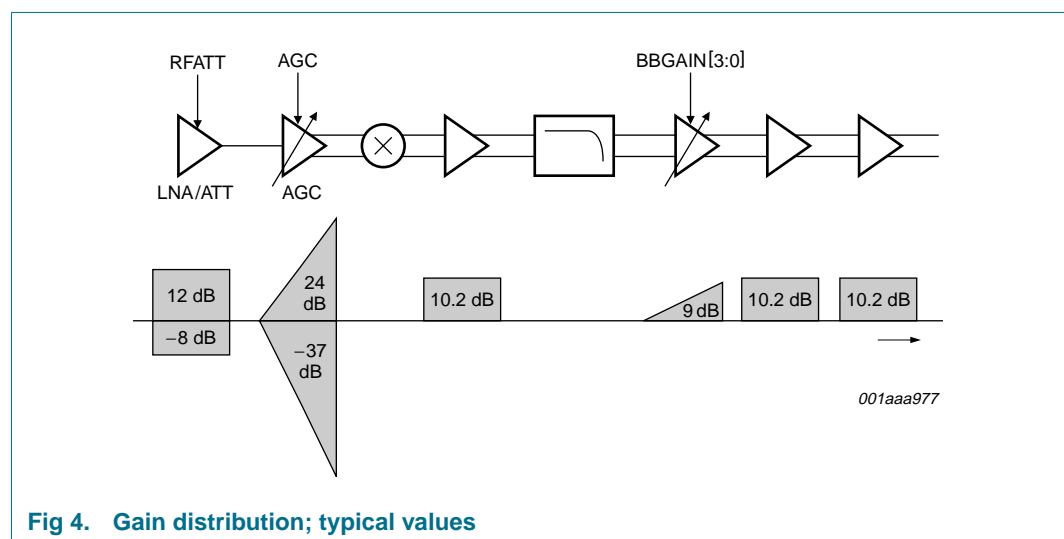 RFATT AGC BBGAIN[3:0]
LNA/ATT AGC
12 dB
−8 dB
24
dB
−37
dB
10.2 dB
9 dB
10.2 dB
10.2 dB
001aaa977
Fig 4. Gain distribution; typical values